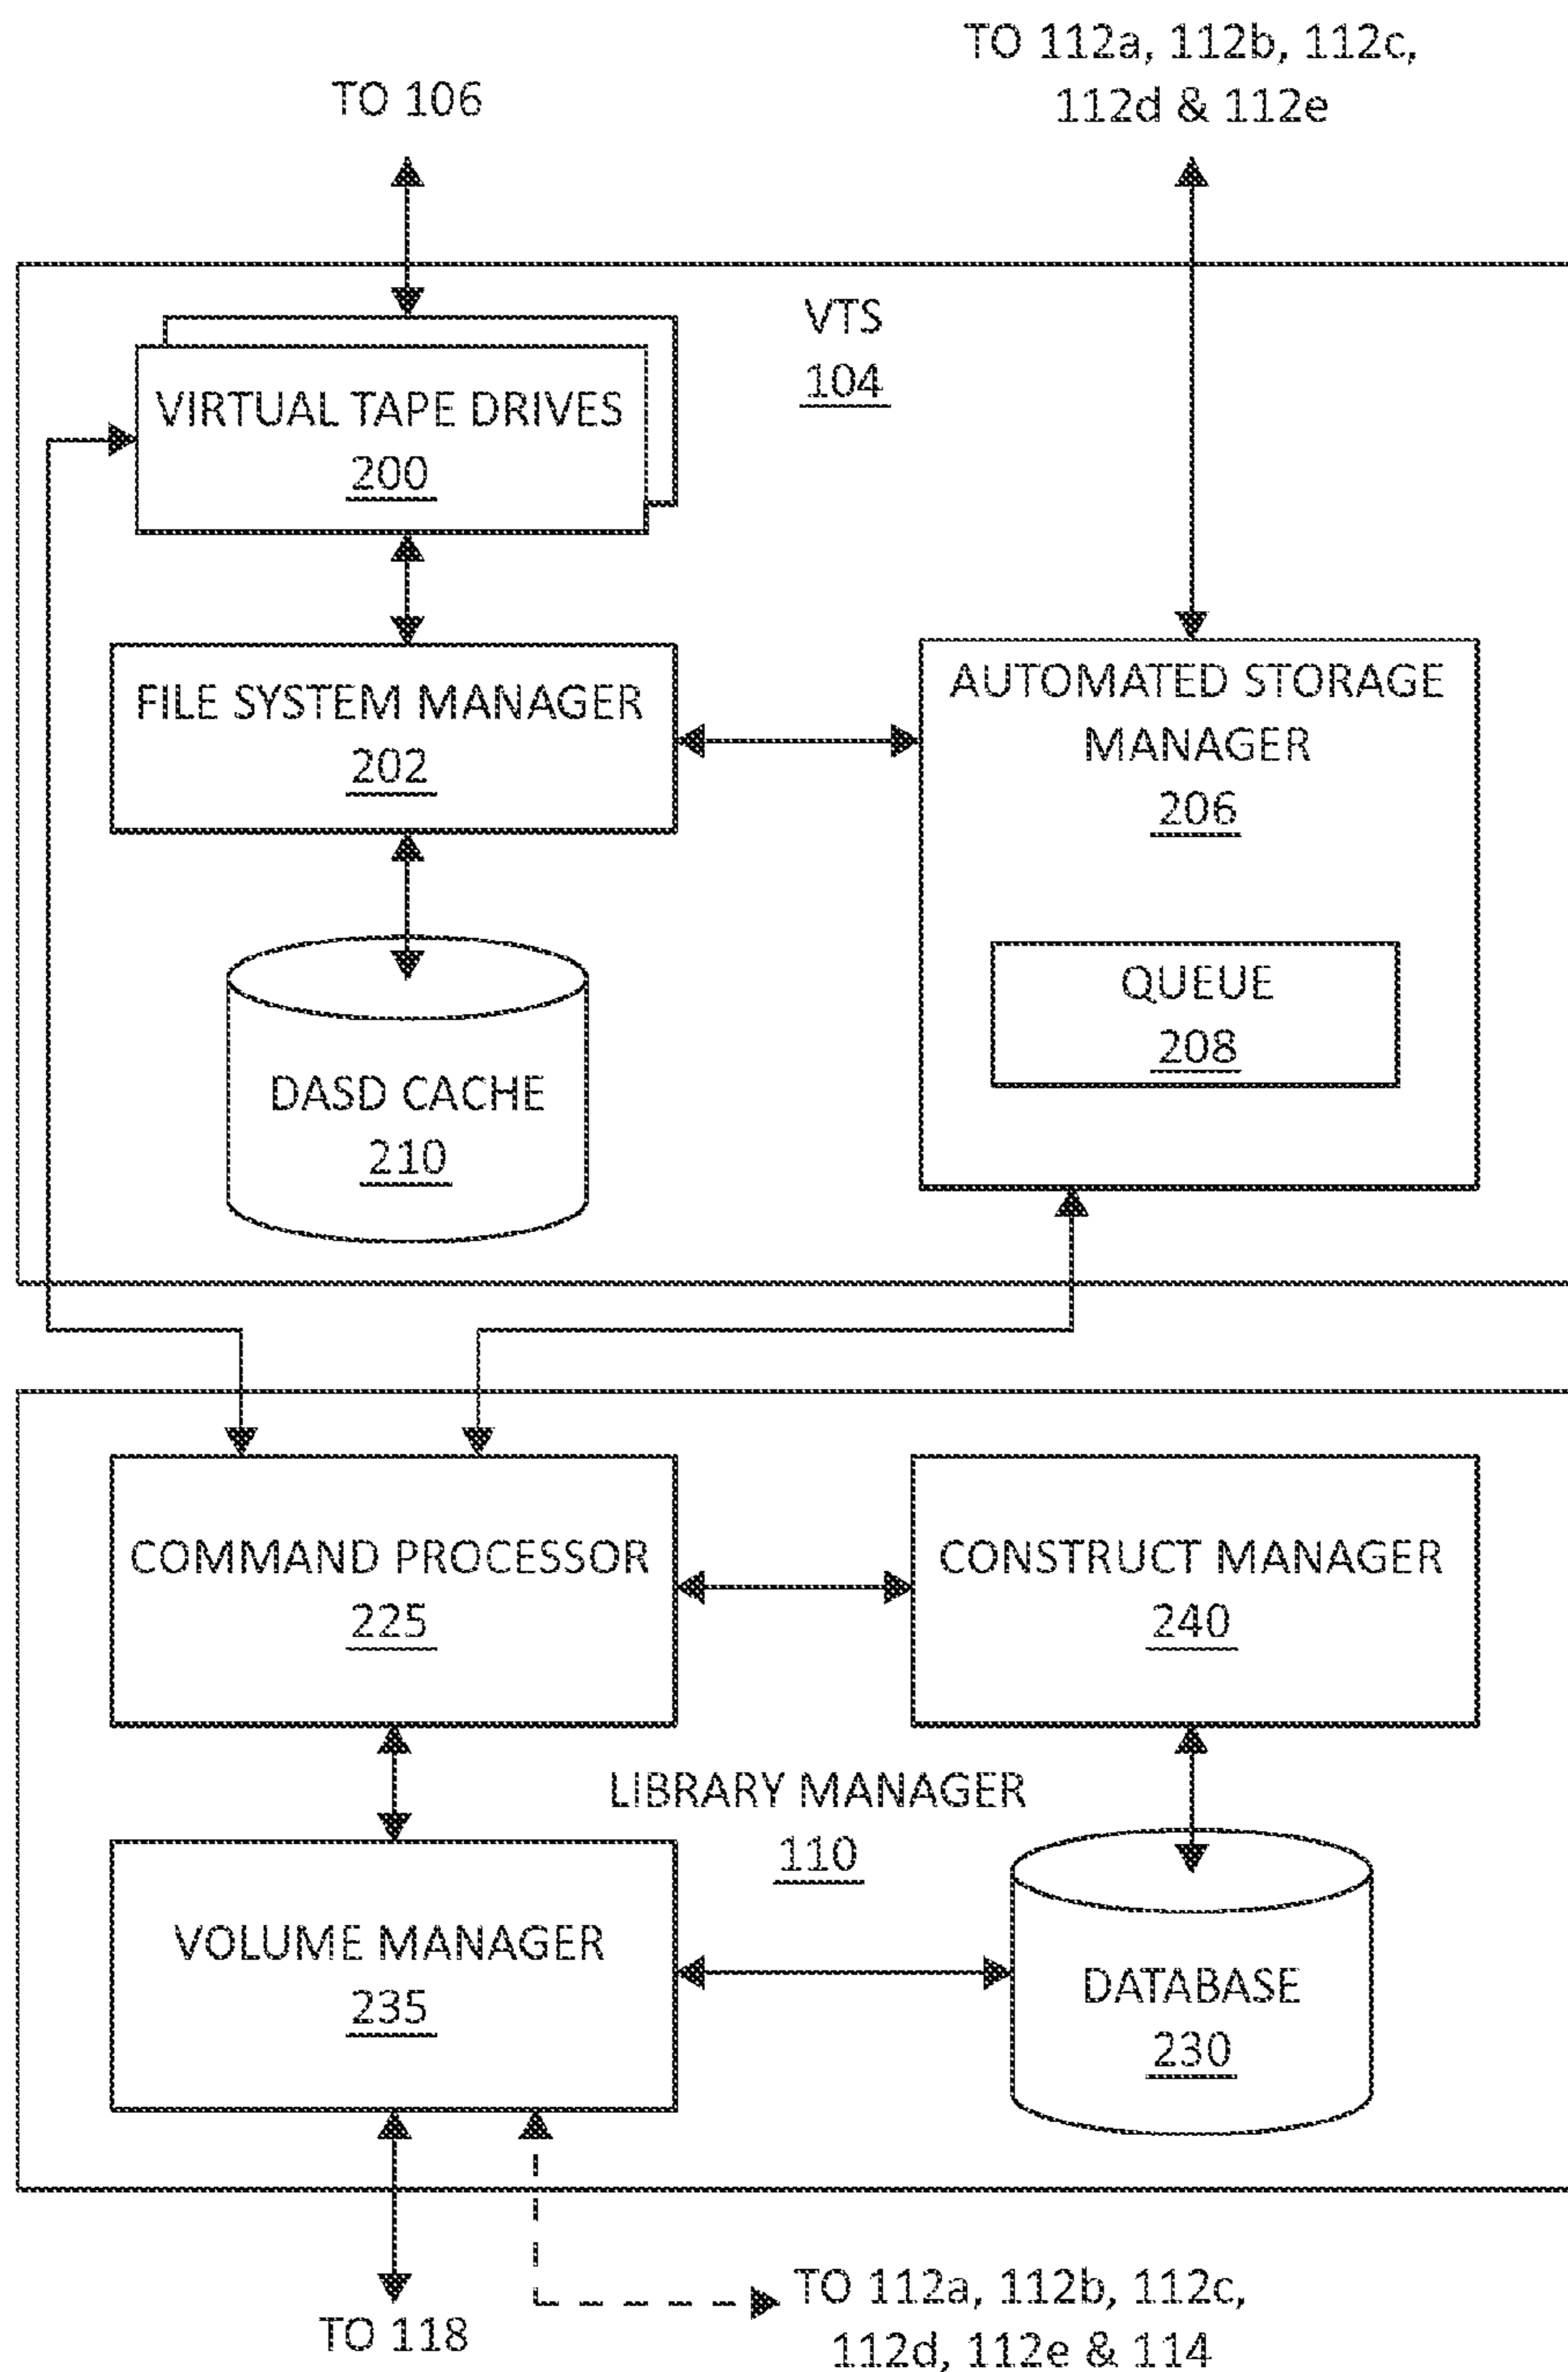 TO 106
TO 112a, 112b, 112c,
112d & 112e
VTS
104
VIRTUAL TAPE DRIVES
200
FILE SYSTEM MANAGER
202
AUTOMATED STORAGE
MANAGER
206
QUEUE
208
DASD CACHE
210
COMMAND PROCESSOR
225
CONSTRUCT MANAGER
240
LIBRARY MANAGER
110
VOLUME MANAGER
235
DATABASE
230
TO 118
TO 112a, 112b, 112c,
112d, 112e & 114